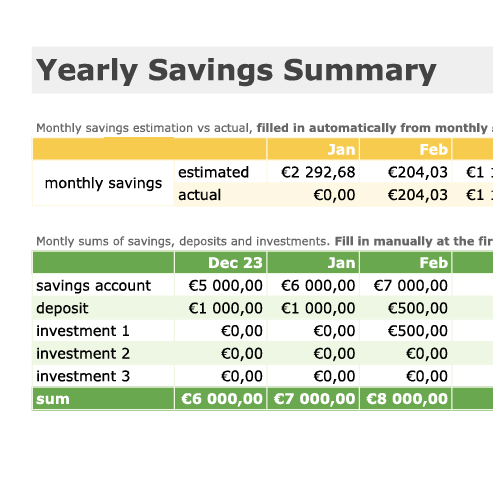 Yearly Savings Summary
Monthly savings estimation vs actual, filled in automatically from monthly
Jan Feb
monthly savings estimated €2 292,68 €204,03 €1
actual €0,00 €204,03 €1
Montly sums of savings, deposits and investments. Fill in manually at the
Dec 23 Jan Feb
savings account €5 000,00 €6 000,00 €7 000,00
deposit €1 000,00 €1 000,00 €500,00
investment 1 €0,00 €0,00 €500,00
investment 2 €0,00 €0,00 €0,00
investment 3 €0,00 €0,00 €0,00
sum €6 000,00 €7 000,00 €8 000,00